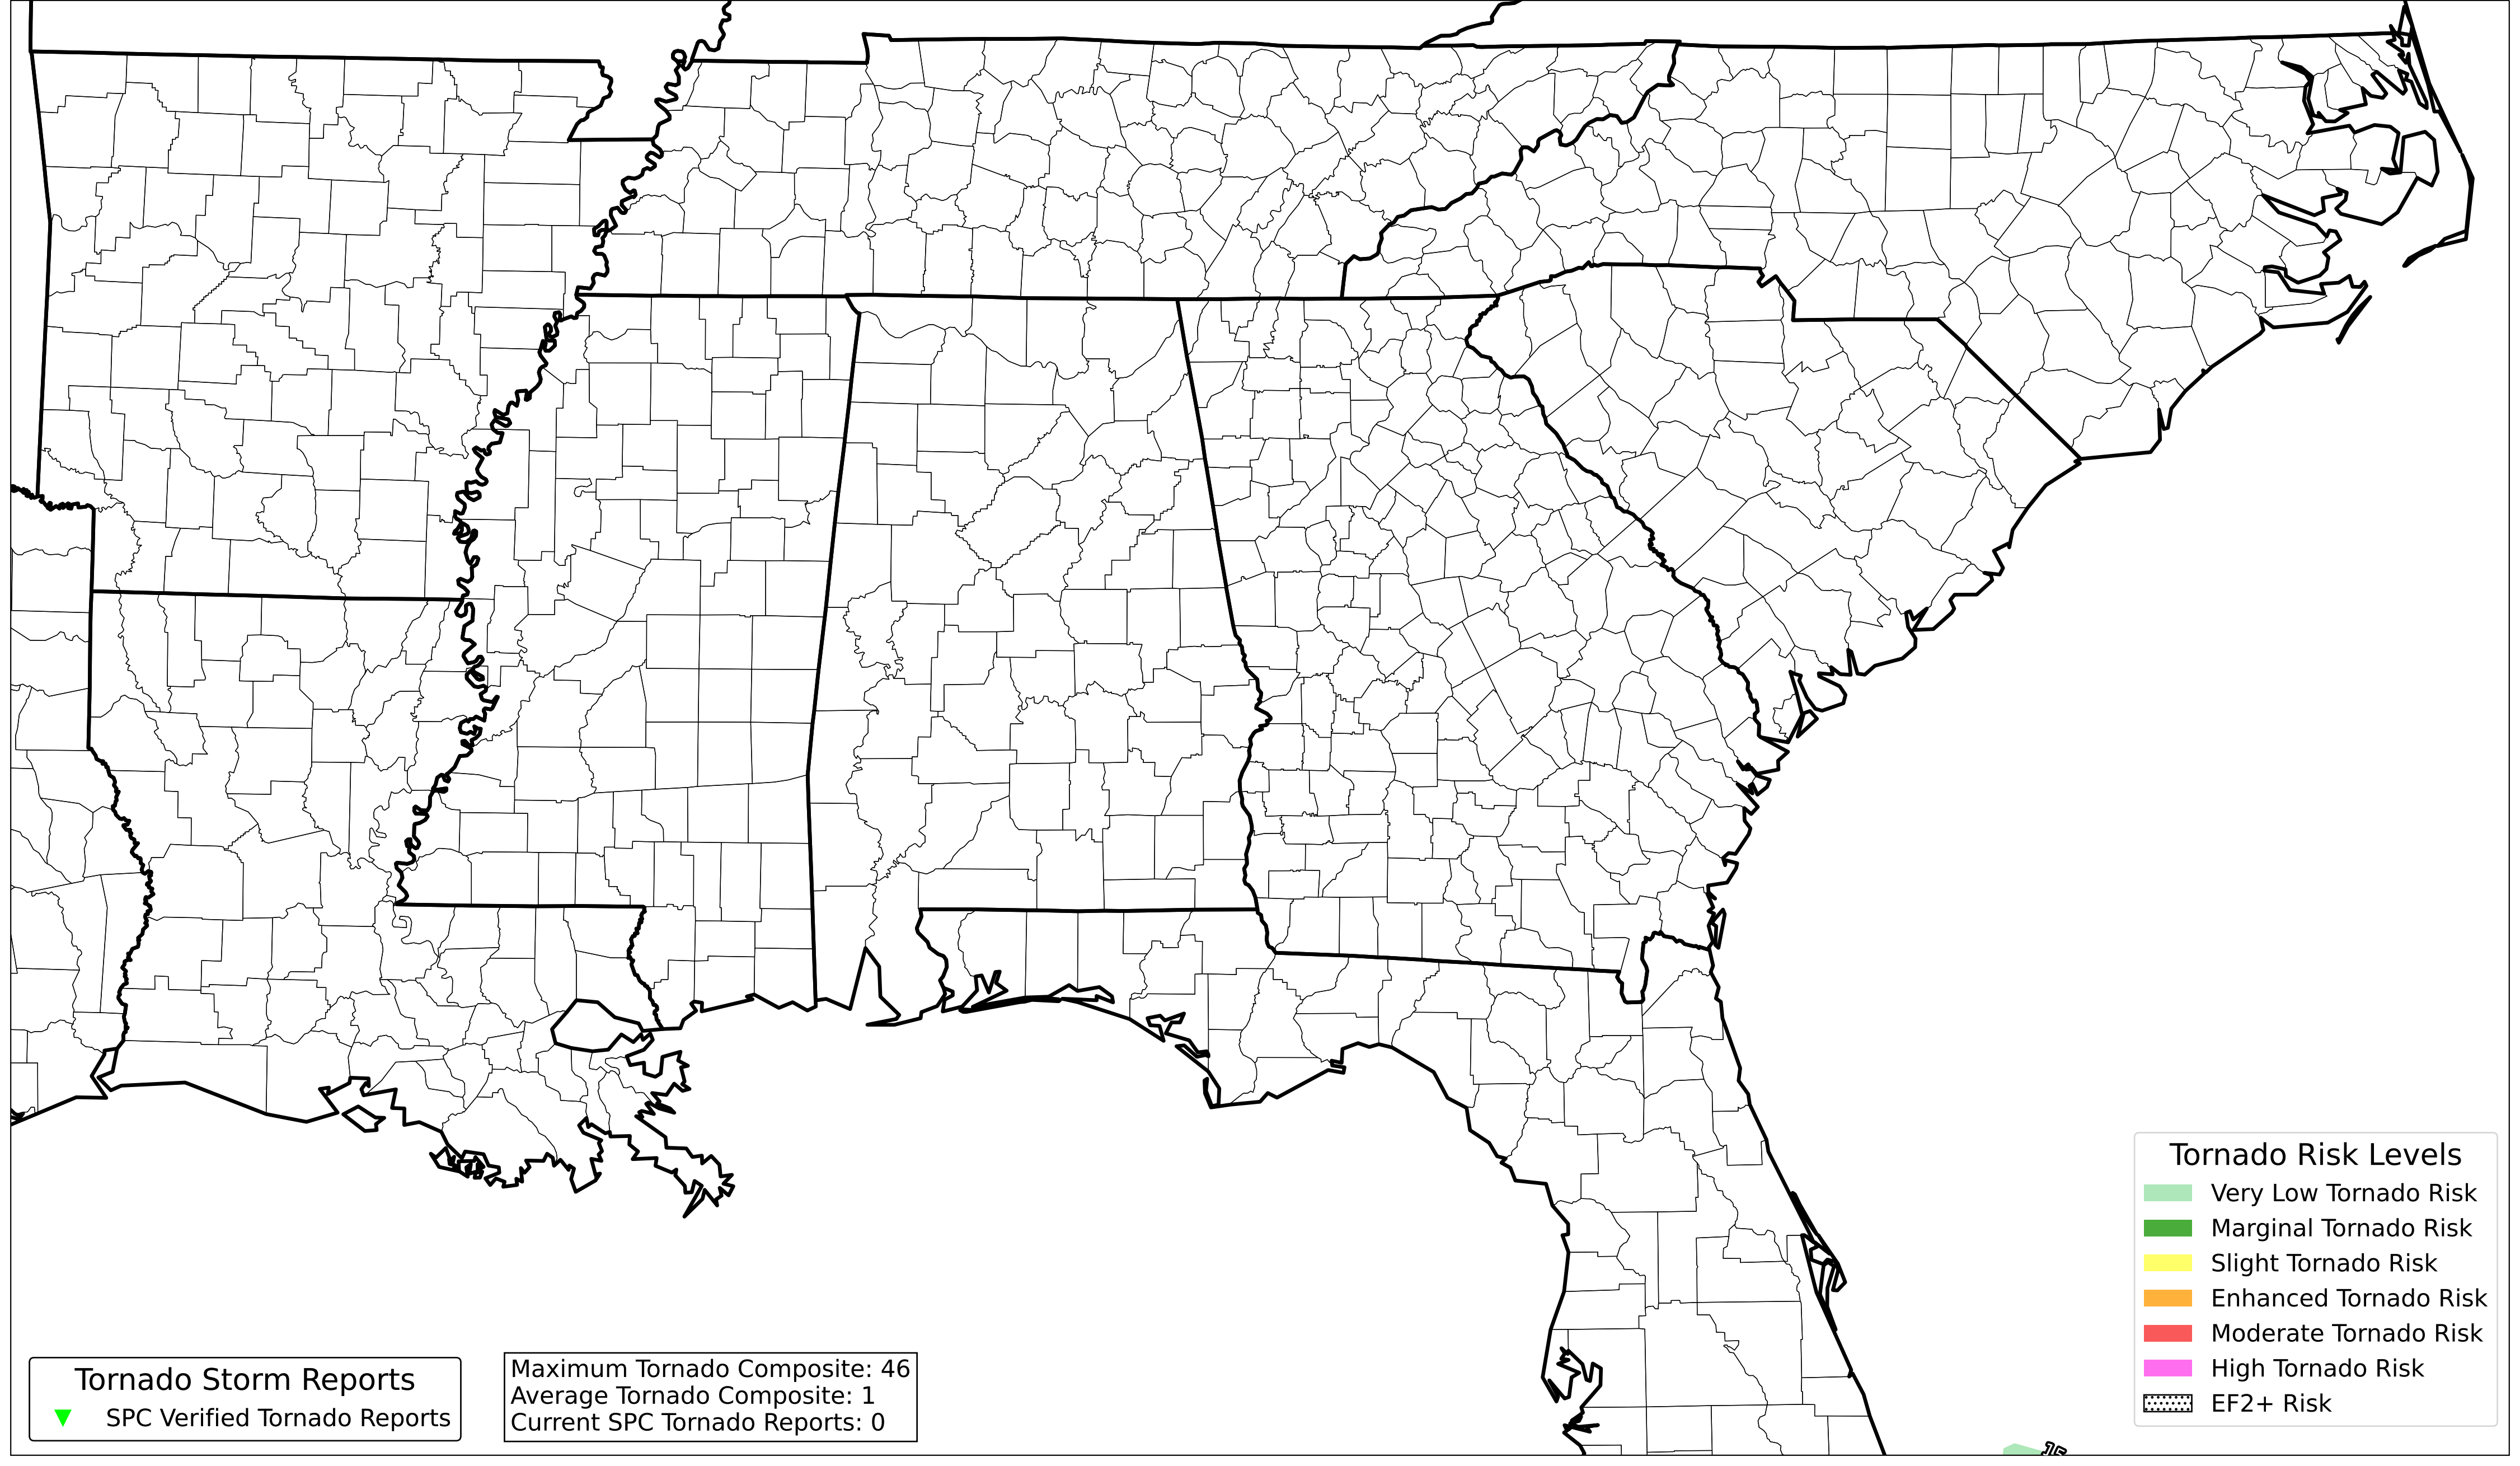 Tornado Risk Levels
Very Low Tornado Risk
Marginal Tornado Risk
Slight Tornado Risk
Enhanced Tornado Risk
Moderate Tornado Risk
High Tornado Risk
EF2+ Risk
Tornado Storm Reports
SPC Verified Tornado Reports
Maximum Tornado Composite: 46
Average Tornado Composite: 1
Current SPC Tornado Reports: 0